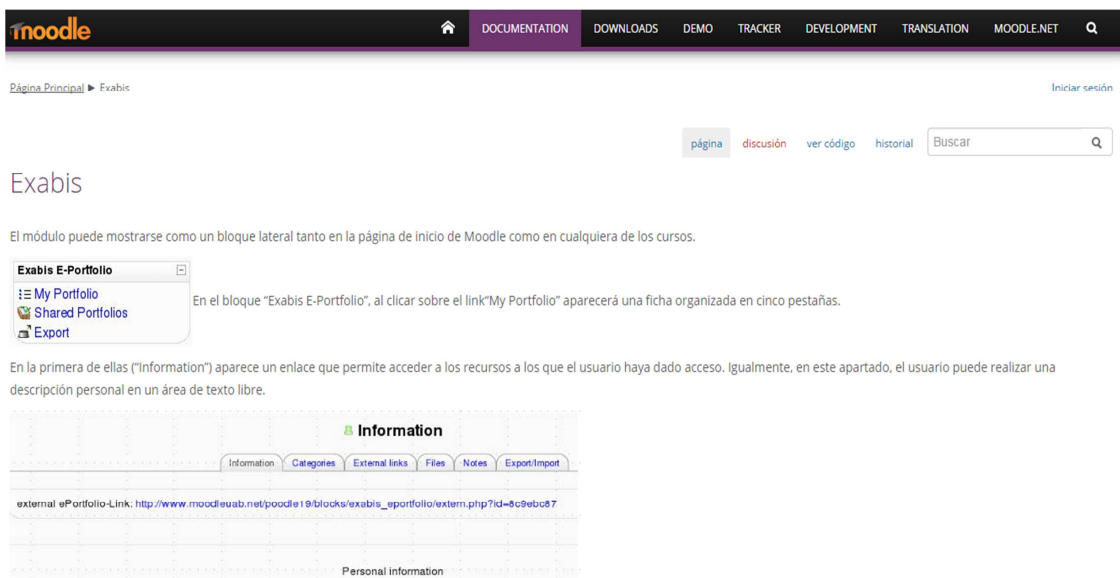 moodle
DOCUMENTATION DOWNLOADS DEMO TRACKER DEVELOPMENT TRANSLATION MOODLE.NET
Página Principal ► Exabis
Iniciar sesión
página discusión ver código historial Buscar
Exabis
El módulo puede mostrarse como un bloque lateral tanto en la página de inicio de Moodle como en cualquiera de los cursos.
Exabis E-Portfolio
My Portfolio
Shared Portfolios
Export
En el bloque “Exabis E-Portfolio”, al clicar sobre el link“My Portfolio” aparecerá una ficha organizada en cinco pestañas.
En la primera de ellas (“Information”) aparece un enlace que permite acceder a los recursos a los que el usuario haya dado acceso. Igualmente, en este apartado, el usuario puede realizar una
descripción personal en un área de texto libre.
Information
Information Categories External links Files Notes Export/Import
external ePortfolio-Link: http://www.moodleuab.net/poodle19/blocks/exabis_eportfolio/extern.php?id=8c9ebc87
Personal information